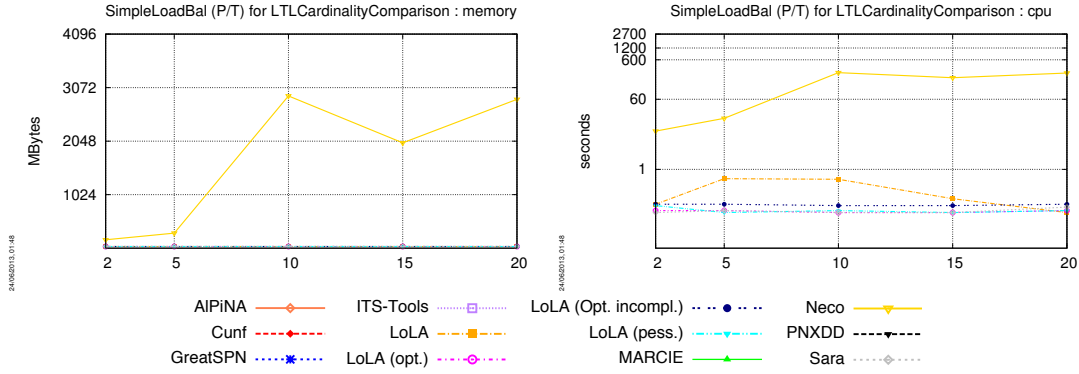 SimpleLoadBal (P/T) for LTLCardinalityComparison : memory
4096
3072
2048
1024
MBytes
2 5 10 15 20
24/06/2013, 01:48
SimpleLoadBal (P/T) for LTLCardinalityComparison : cpu
2700
1200
600
60
1
seconds
2 5 10 15 20
24/06/2013, 01:48
AlPiNA ITS-Tools LoLA (Opt. incompl.) Neco
Cunf LoLA LoLA (pess.) PNXDD
GreatSPN LoLA (opt.) MARCIE Sara